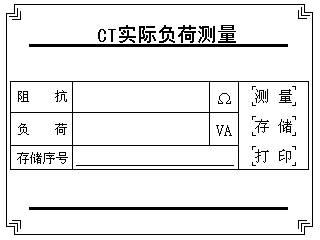 CT实际负荷测量
阻 抗 Ω [测 量]
负 荷 VA [存 储]
存储序号 [打 印]